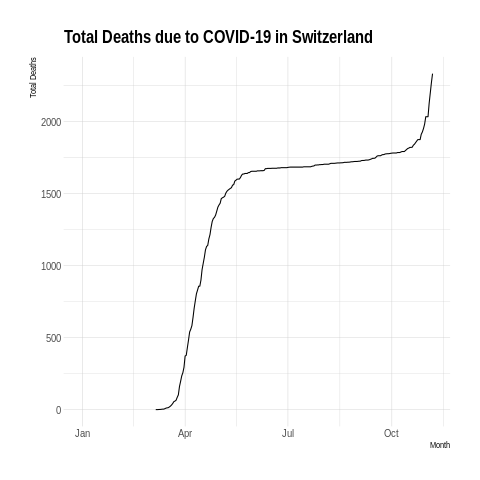 Total Deaths due to COVID-19 in Switzerland
Total Deaths
2000
1500
1000
500
0
Jan Apr Jul Oct
Month